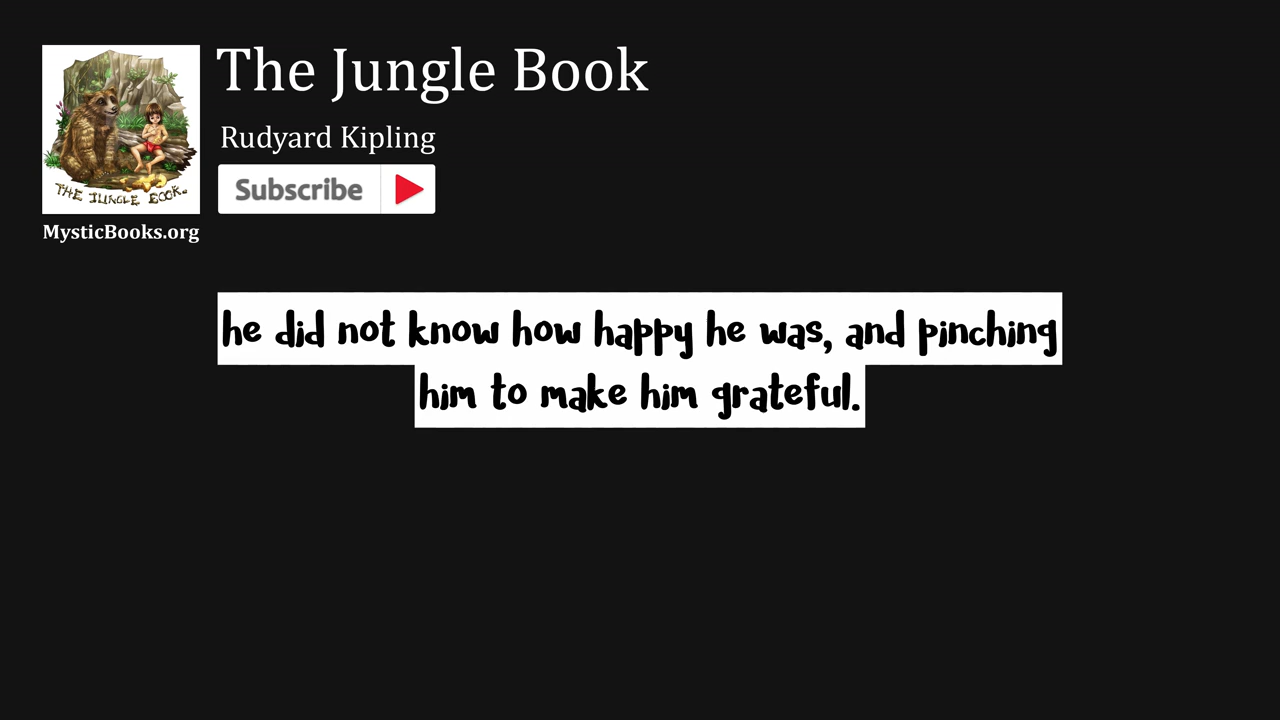 The Jungle Book
Rudyard Kipling
Subscribe
THE JUNGLE BOOK.
MysticBooks.org
he did not know how happy he was, and pinching
him to make him grateful.